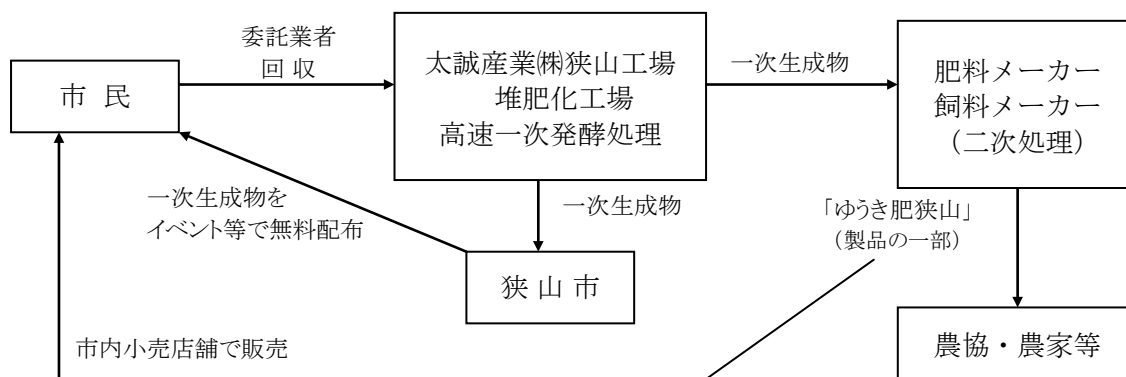 委託業者
回 収
市 民
太誠産業㈱狭山工場
堆肥化工場
高速一次発酵処理
一次生成物
肥料メーカー
飼料メーカー
(二次処理)
一次生成物を
イベント等で無料配布
一次生成物
「ゆうき肥狭山」
(製品の一部)
狭 山 市
市内小売店舗で販売
農協・農家等